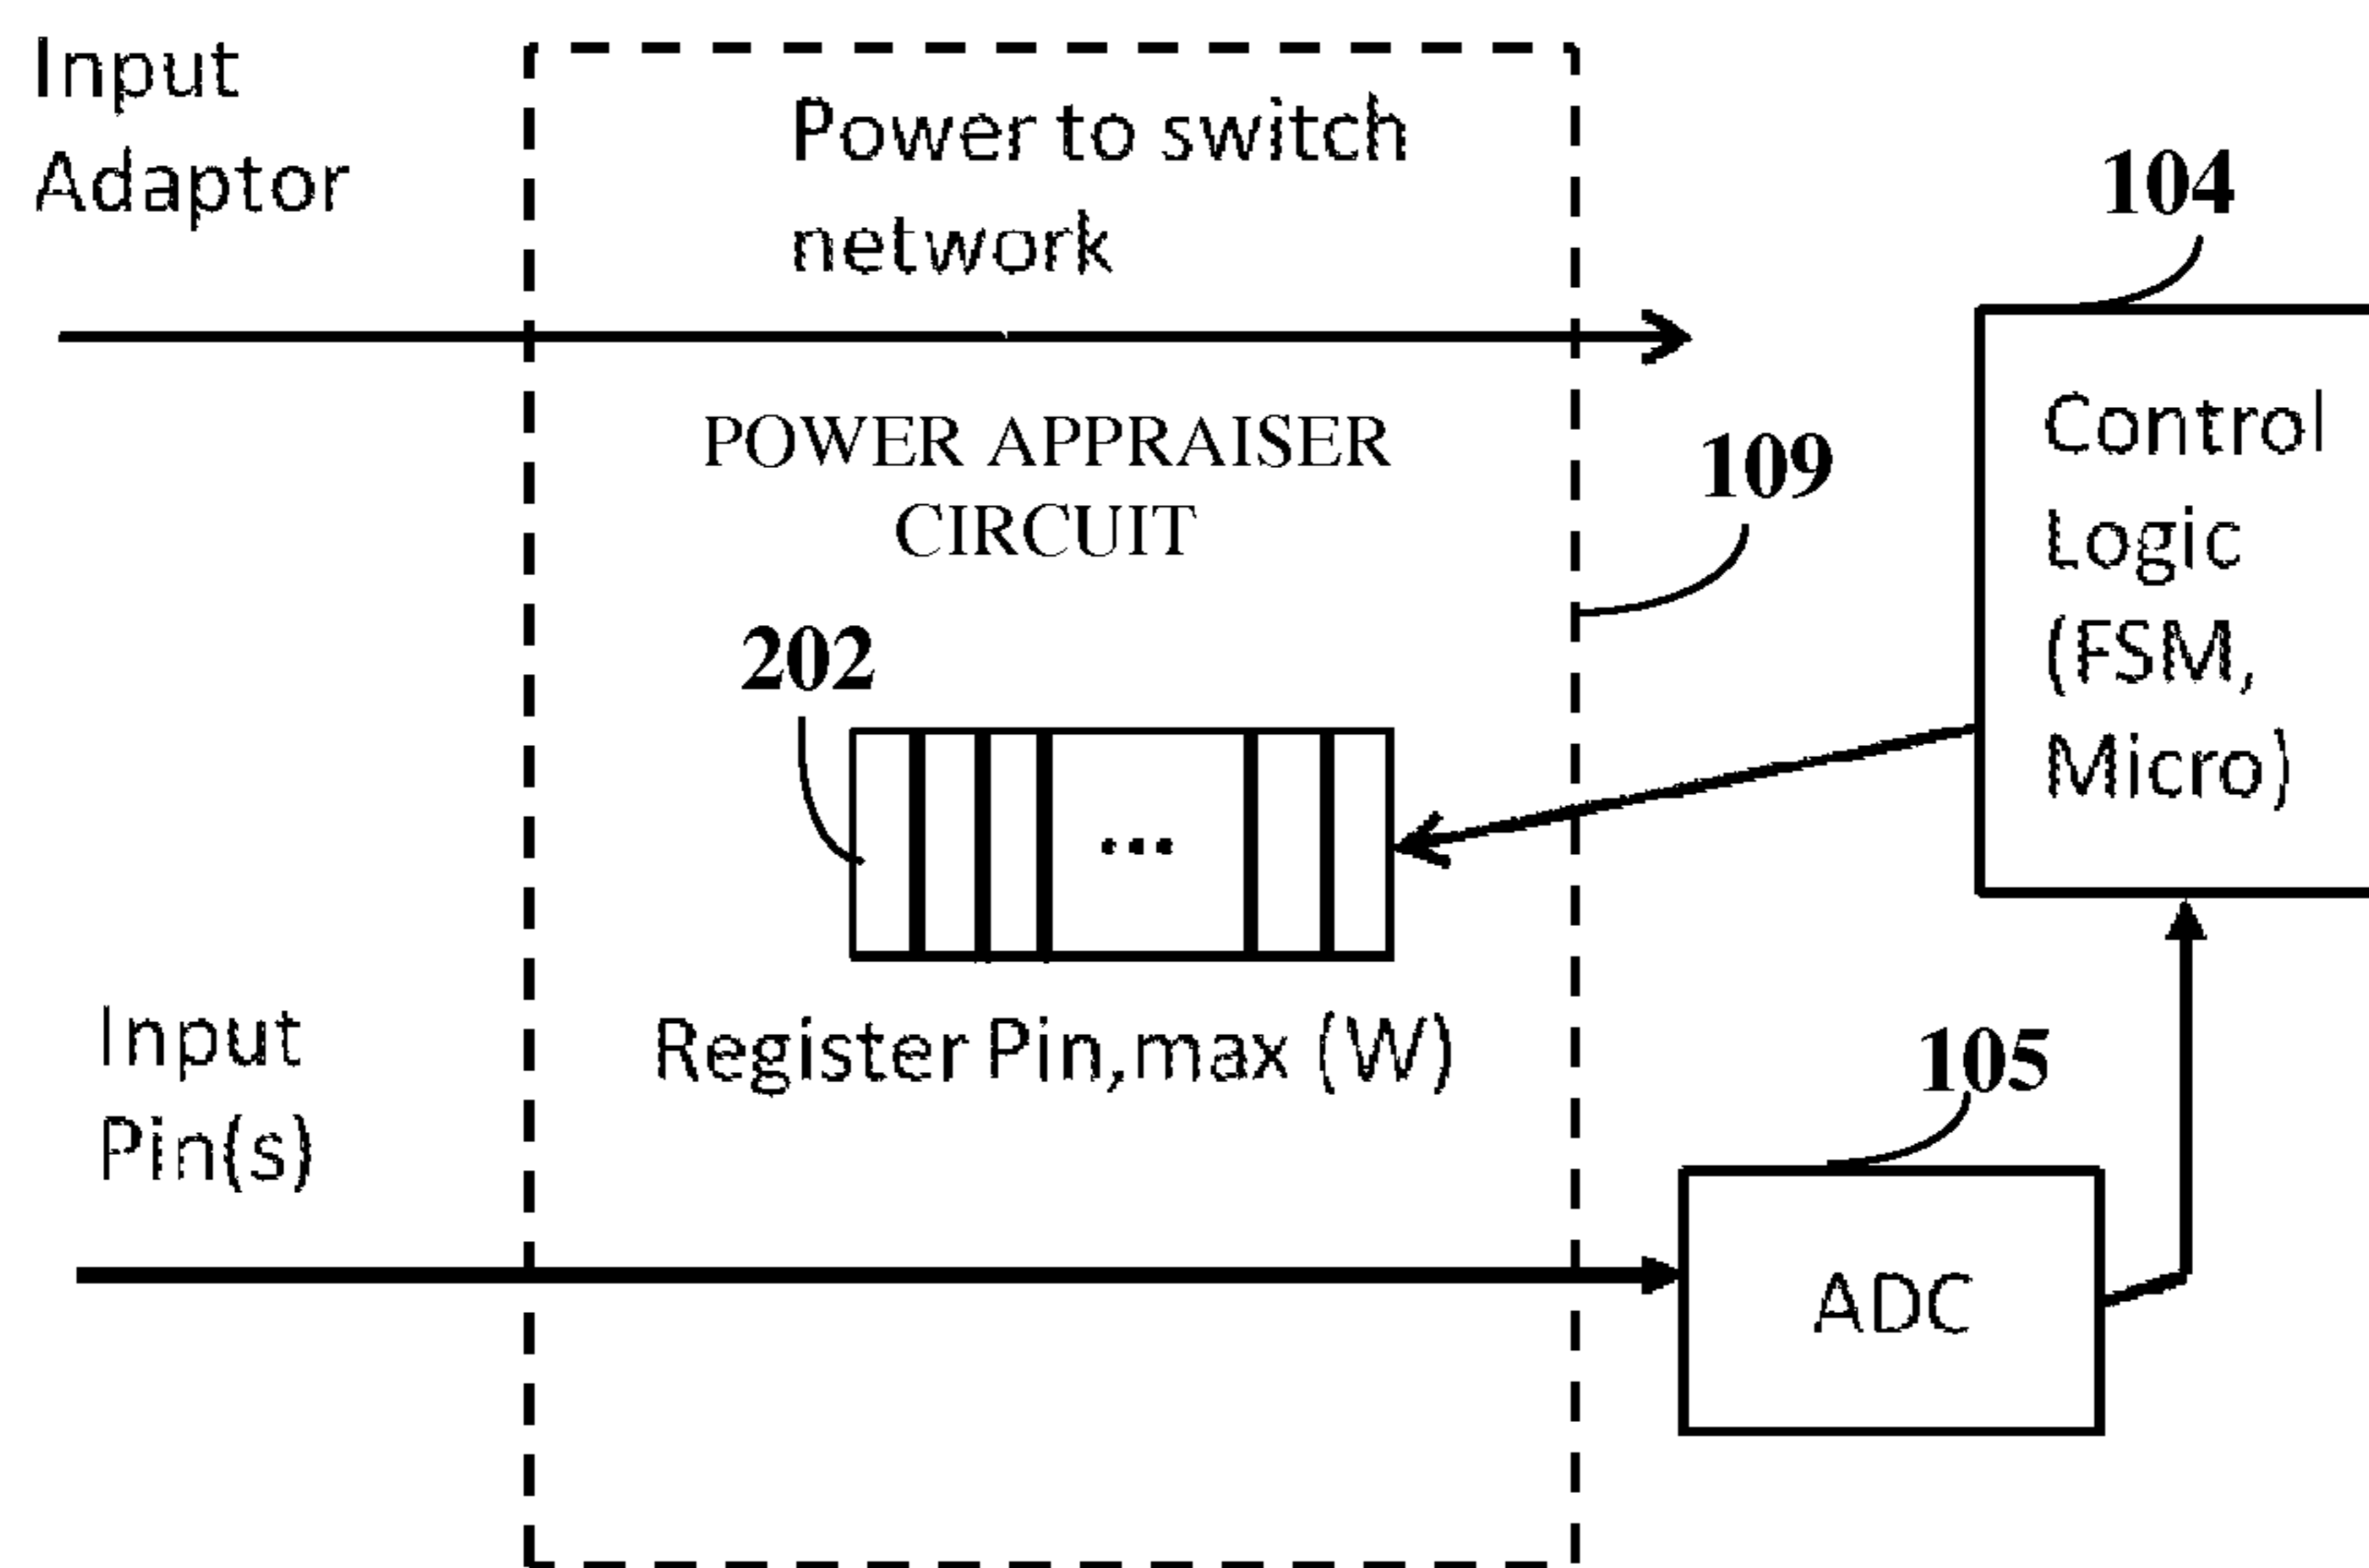 Input
Adaptor
Power to switch
network
104
POWER APPRAISER
CIRCUIT
109
Control
Logic
(FSM,
Micro)
202
...
Register Pin,max (W)
Input
Pin(s)
105
ADC